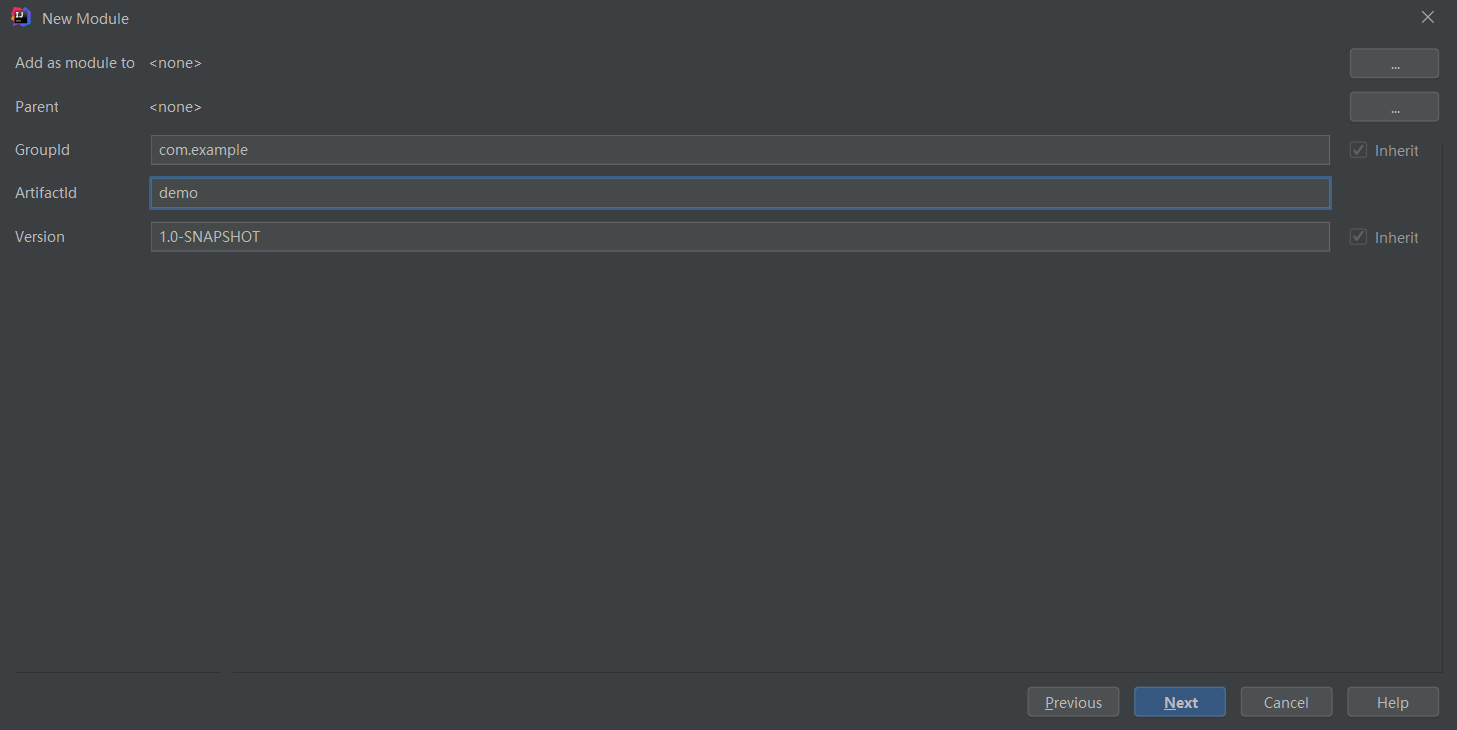 New Module
Add as module to <none>
...
Parent <none>
...
GroupId com.example Inherit
ArtifactId demo
Version 1.0-SNAPSHOT Inherit
Previous Next Cancel Help